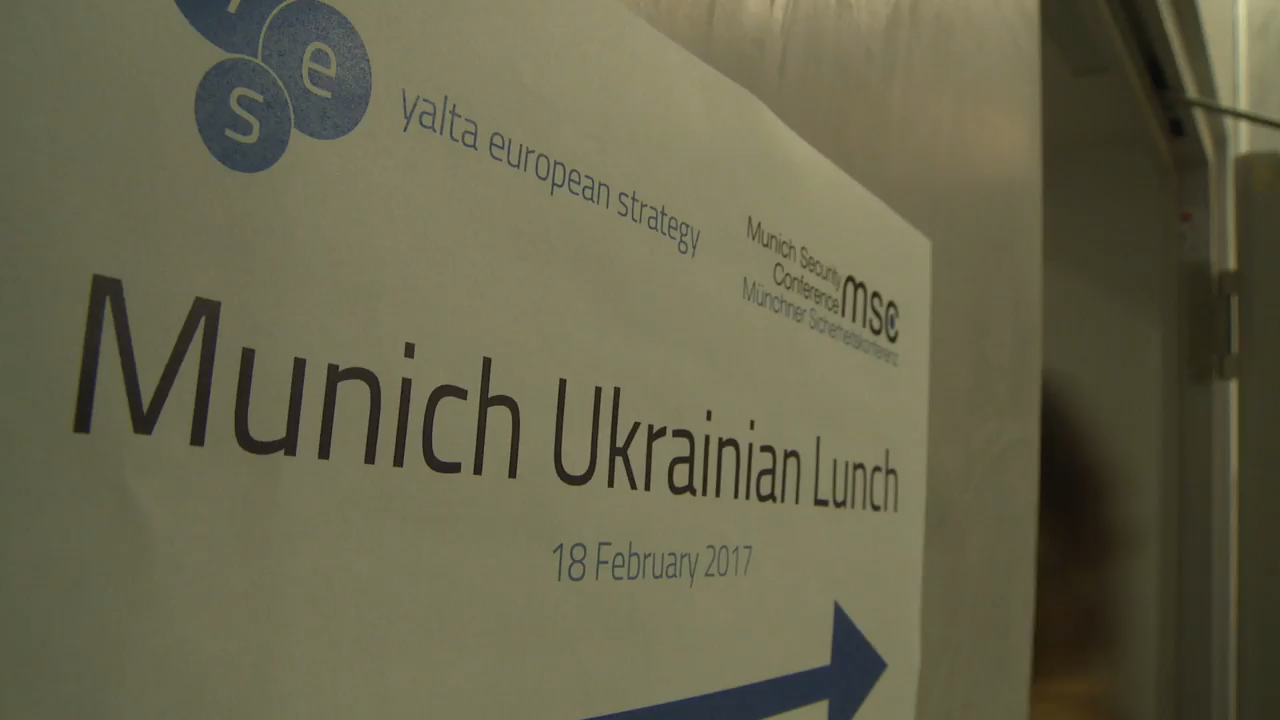 e
s
yalta european strategy
Munich Security
Conference
msc
Münchner Sicherheitskonferenz
Munich Ukrainian Lunch
18 February 2017